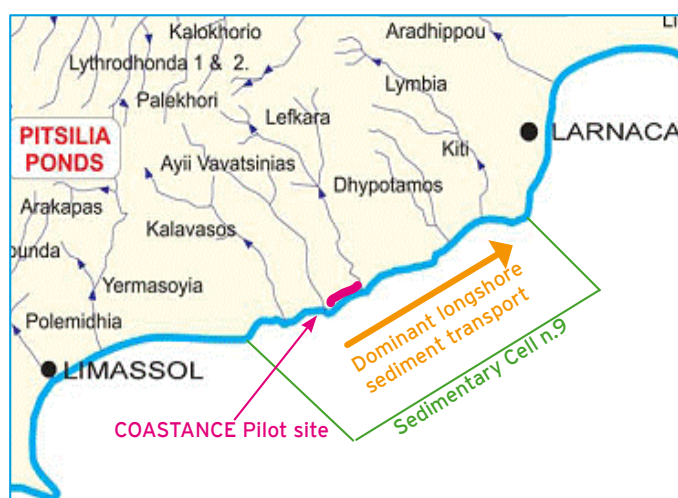 Kalokhorio
Aradhippou
Li
Lythrodhonda 1 & 2.
Lymbia
Palekhori
Lefkara
PITSILIA
PONDS
LARNACA
Ayii Vavatsinias
Kiti
Dhypotamos
Arakapas
Kalavasos
ounda
Yermasoyia
Polemidhia
Dominant longshore
sediment transport
LIMASSOL
Sedimentary Cell n.9
COASTANCE Pilot site